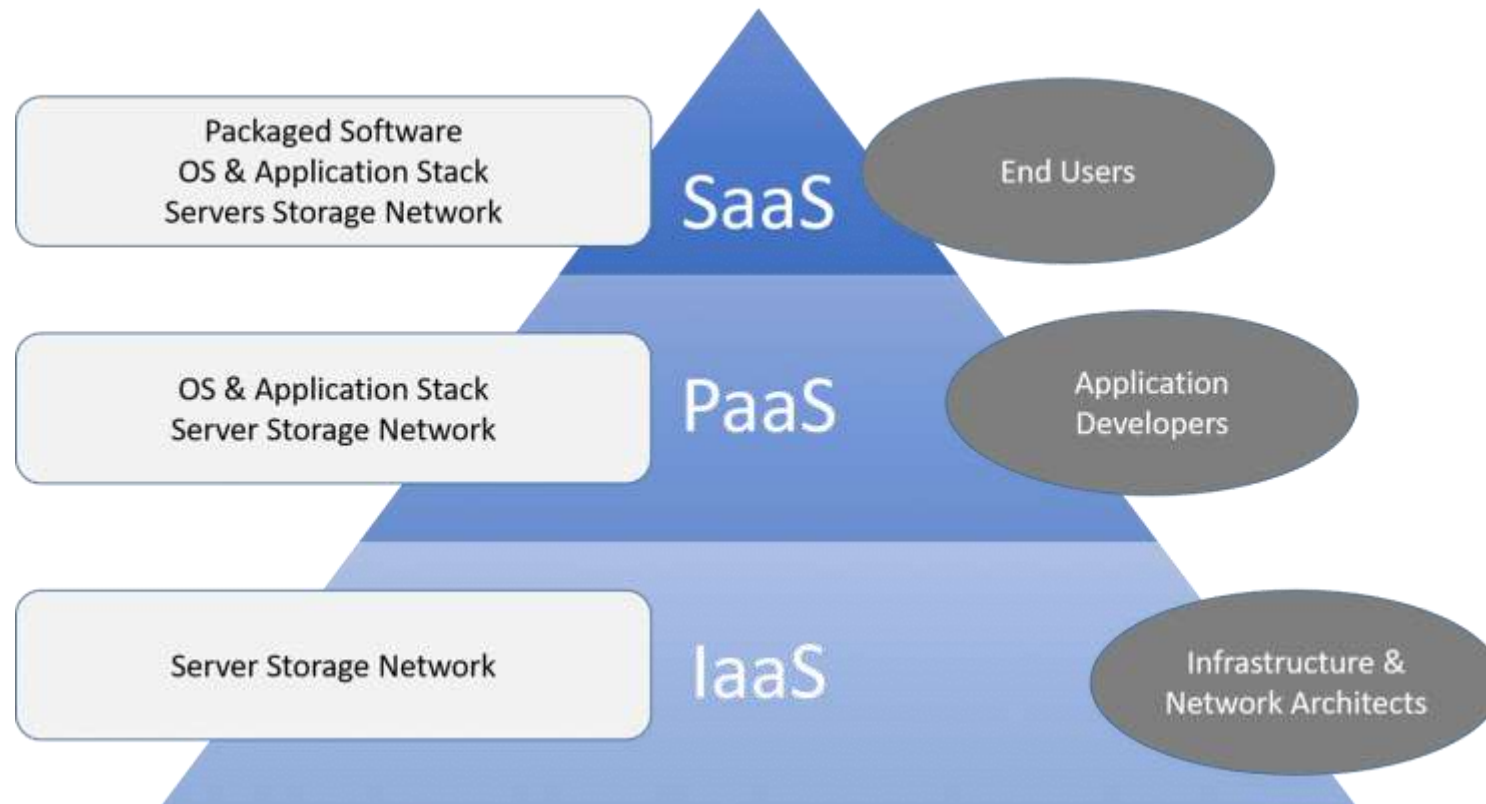 Packaged Software
OS & Application Stack
Servers Storage Network
SaaS
End Users
OS & Application Stack
Server Storage Network
PaaS
Application
Developers
Server Storage Network
IaaS
Infrastructure &
Network Architects